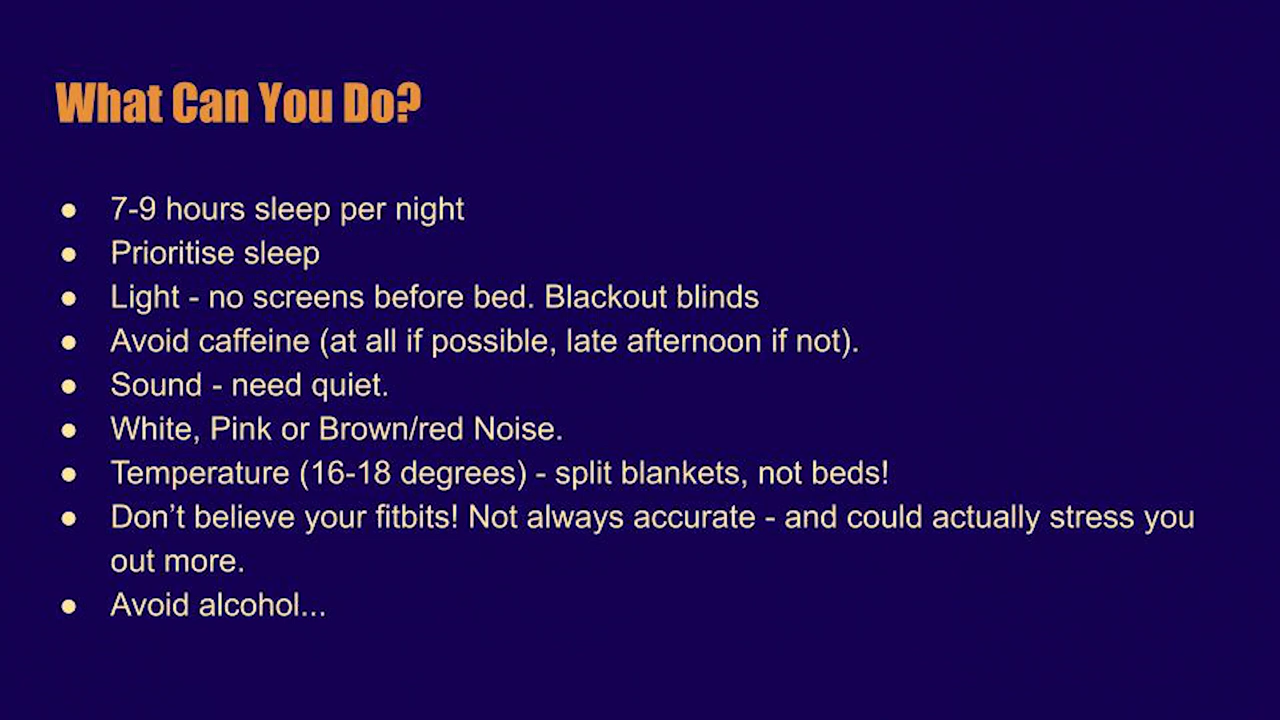 What Can You Do?
● 7-9 hours sleep per night
● Prioritise sleep
● Light - no screens before bed. Blackout blinds
● Avoid caffeine (at all if possible, late afternoon if not).
● Sound - need quiet.
● White, Pink or Brown/red Noise.
● Temperature (16-18 degrees) - split blankets, not beds!
● Don’t believe your fitbits! Not always accurate - and could actually stress you
out more.
● Avoid alcohol...